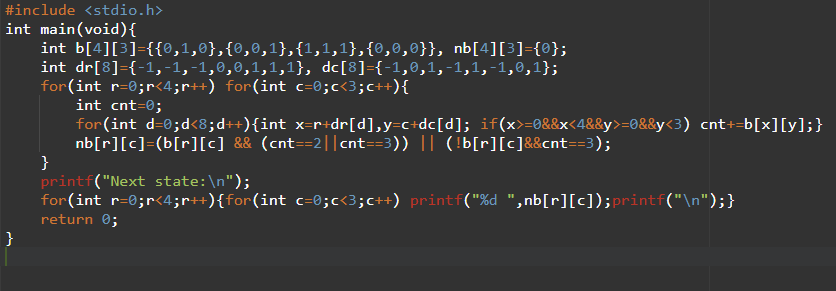 #include <stdio.h>
int main(void){
    int b[4][3]={{0,1,0},{0,0,1},{1,1,1},{0,0,0}}, nb[4][3]={0};
    int dr[8]={-1,-1,-1,0,0,1,1,1}, dc[8]={-1,0,1,-1,1,-1,0,1};
    for(int r=0;r<4;r++) for(int c=0;c<3;c++){
        int cnt=0;
        for(int d=0;d<8;d++){int x=r+dr[d],y=c+dc[d]; if(x>=0&&x<4&&y>=0&&y<3) cnt+=b[x][y];}
        nb[r][c]=(b[r][c] && (cnt==2||cnt==3)) || (!b[r][c]&&cnt==3);
    }
    printf("Next state:\n");
    for(int r=0;r<4;r++){for(int c=0;c<3;c++) printf("%d ",nb[r][c]);printf("\n");}
    return 0;
}